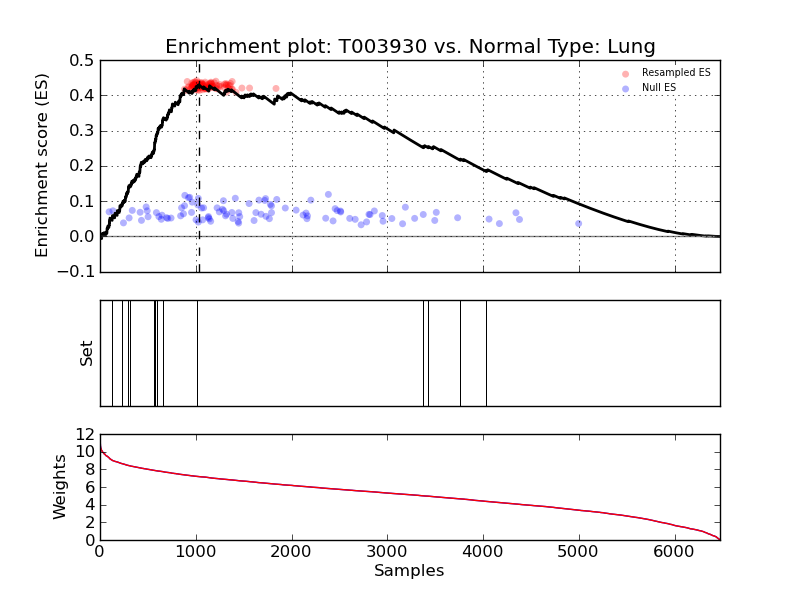 Enrichment plot: T003930 vs. Normal Type: Lung
Enrichment score (ES)
0.5
0.4
0.3
0.2
0.1
0.0
−0.1
Resampled ES
Null ES
Set
Weights
12
10
8
6
4
2
0
0 1000 2000 3000 4000 5000 6000
Samples